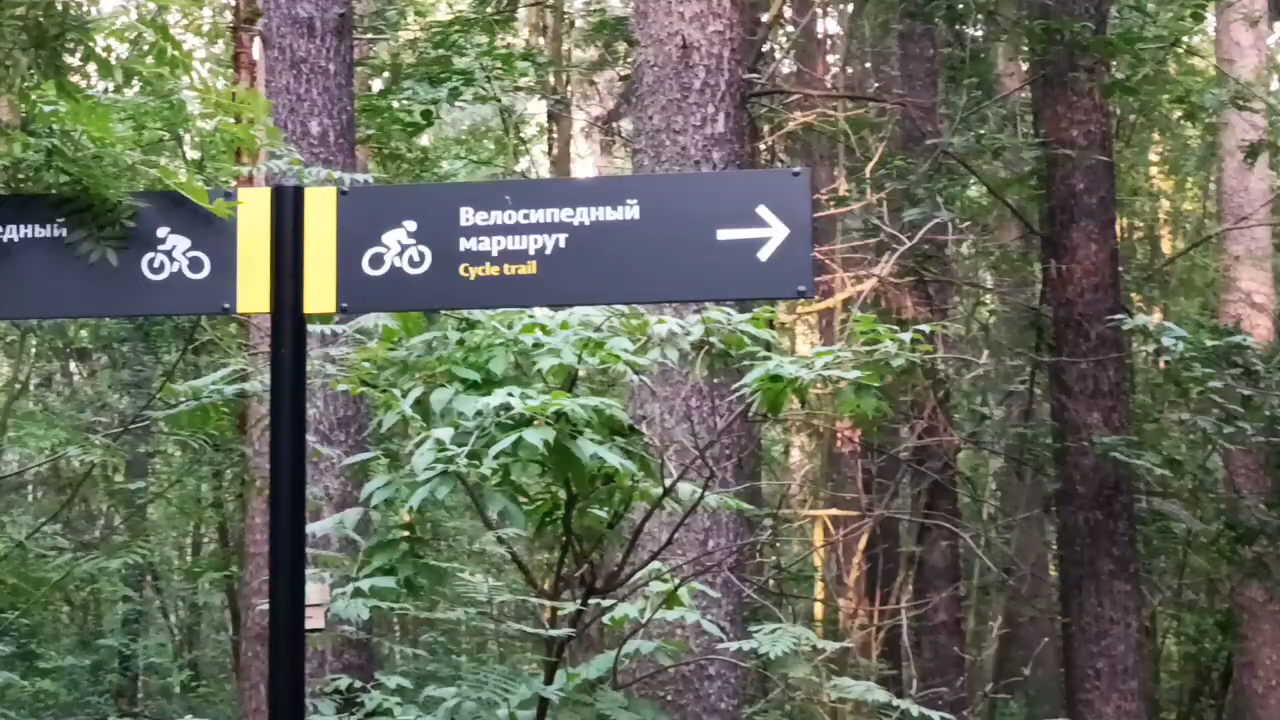 Велосипедный
маршрут
Cycle trail